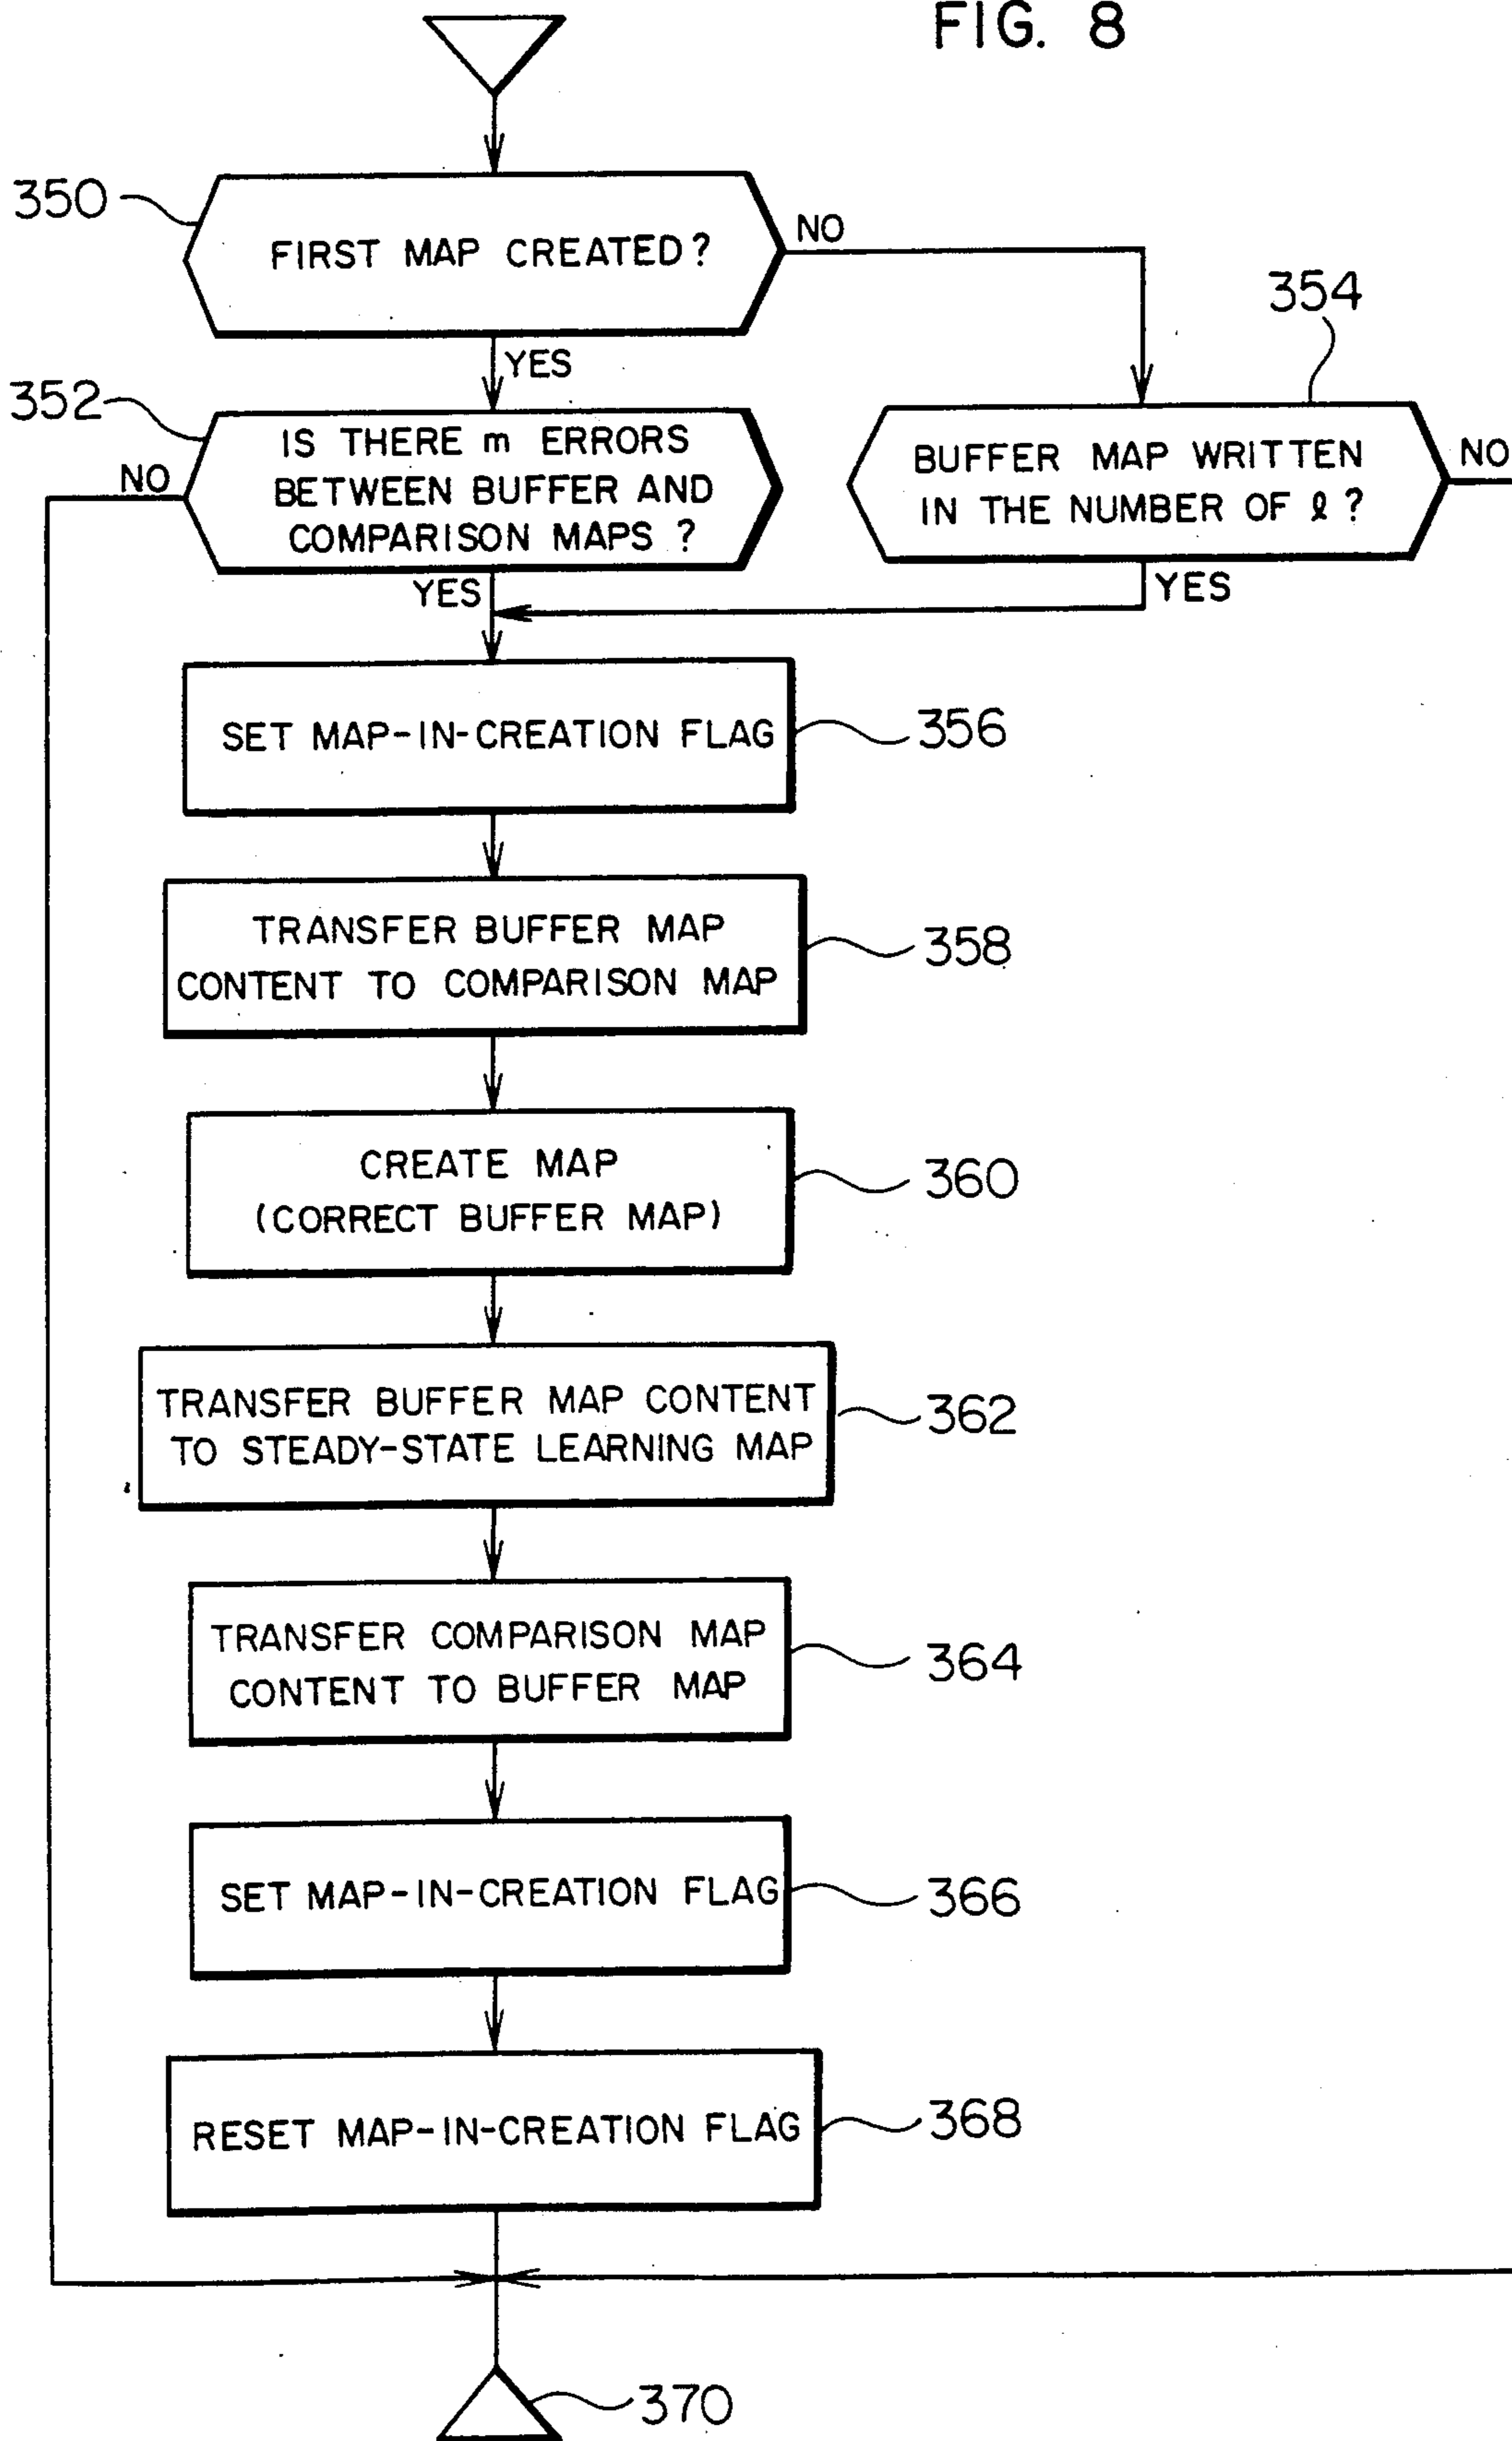 FIG. 8
350
FIRST MAP CREATED?
NO
YES
354
352
IS THERE m ERRORS
BETWEEN BUFFER AND
COMPARISON MAPS ?
NO
YES
BUFFER MAP WRITTEN
IN THE NUMBER OF ℓ ?
NO
YES
SET MAP-IN-CREATION FLAG
356
TRANSFER BUFFER MAP
CONTENT TO COMPARISON MAP
358
CREATE MAP
(CORRECT BUFFER MAP)
360
TRANSFER BUFFER MAP CONTENT
TO STEADY-STATE LEARNING MAP
362
TRANSFER COMPARISON MAP
CONTENT TO BUFFER MAP
364
SET MAP-IN-CREATION FLAG
366
RESET MAP-IN-CREATION FLAG
368
370